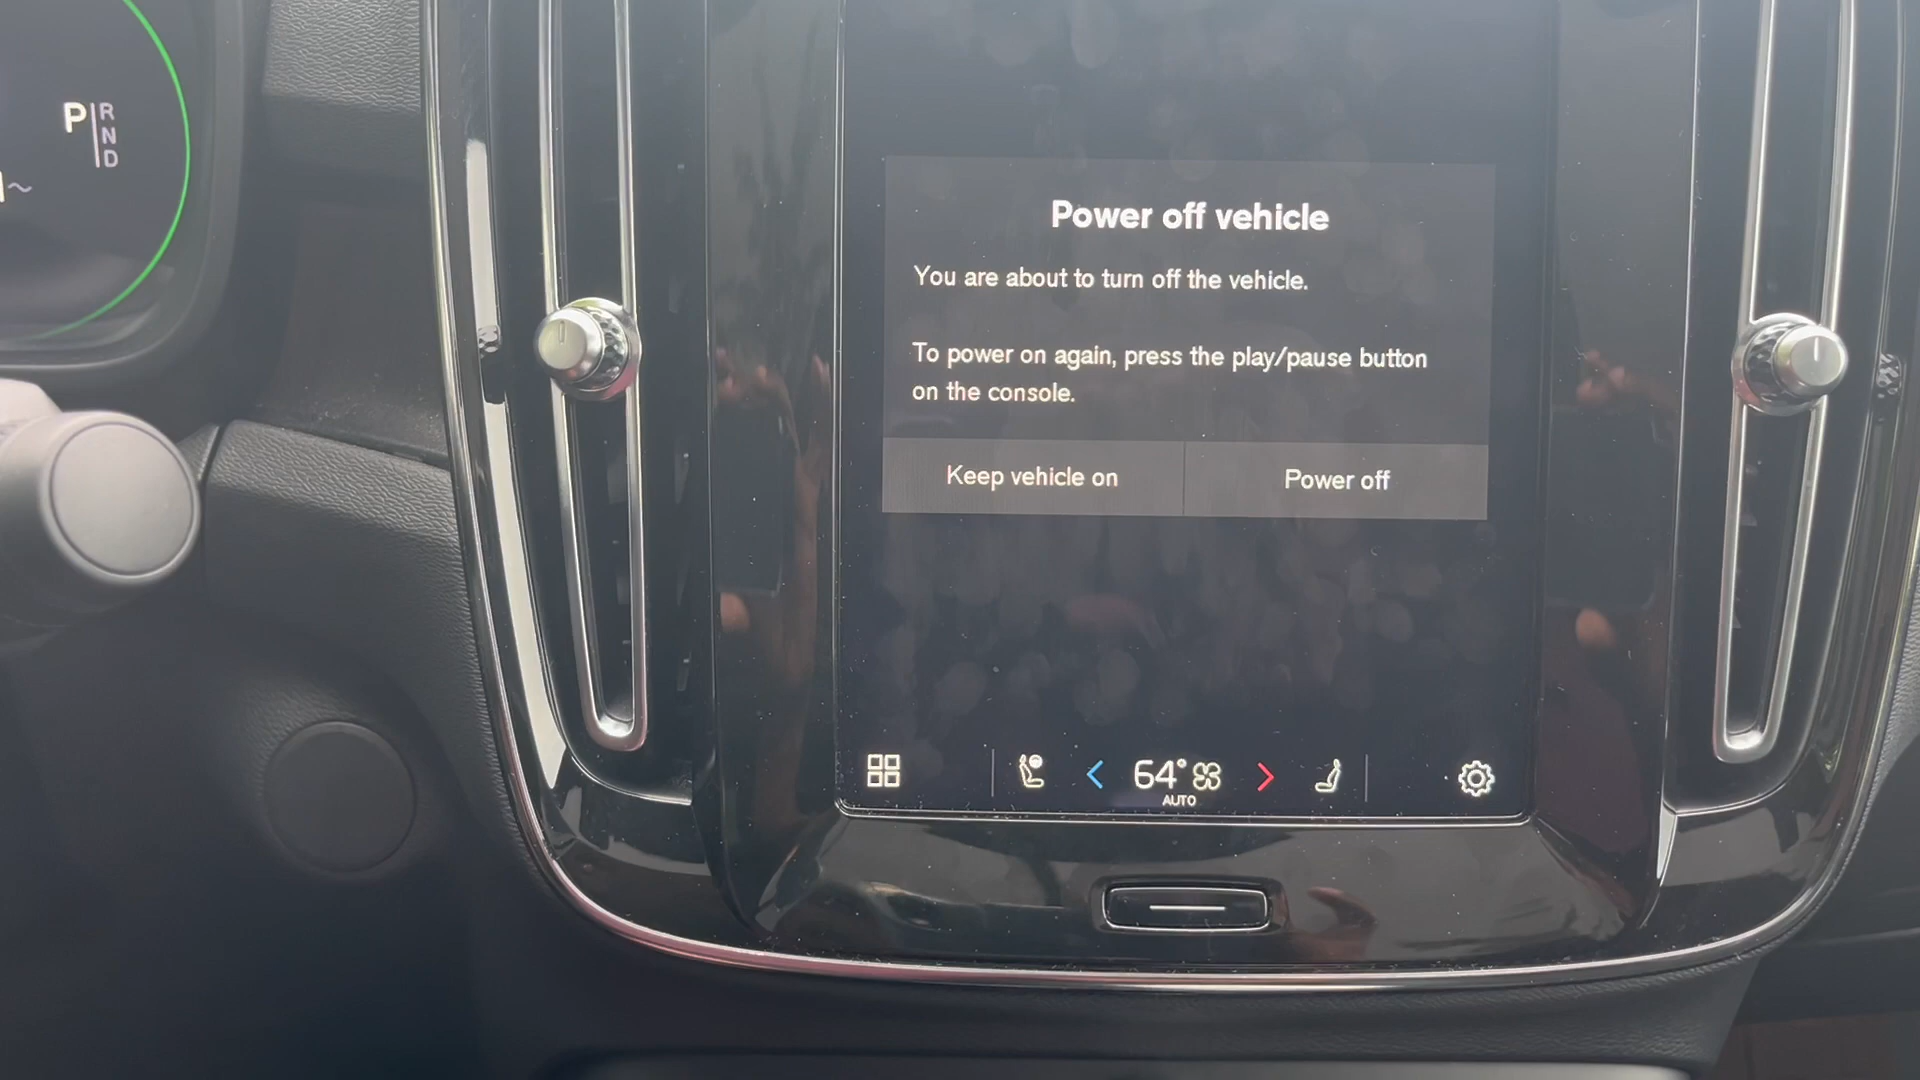 P
R
N
D
Power off vehicle
You are about to turn off the vehicle.
To power on again, press the play/pause button
on the console.
Keep vehicle on
Power off
64°
AUTO